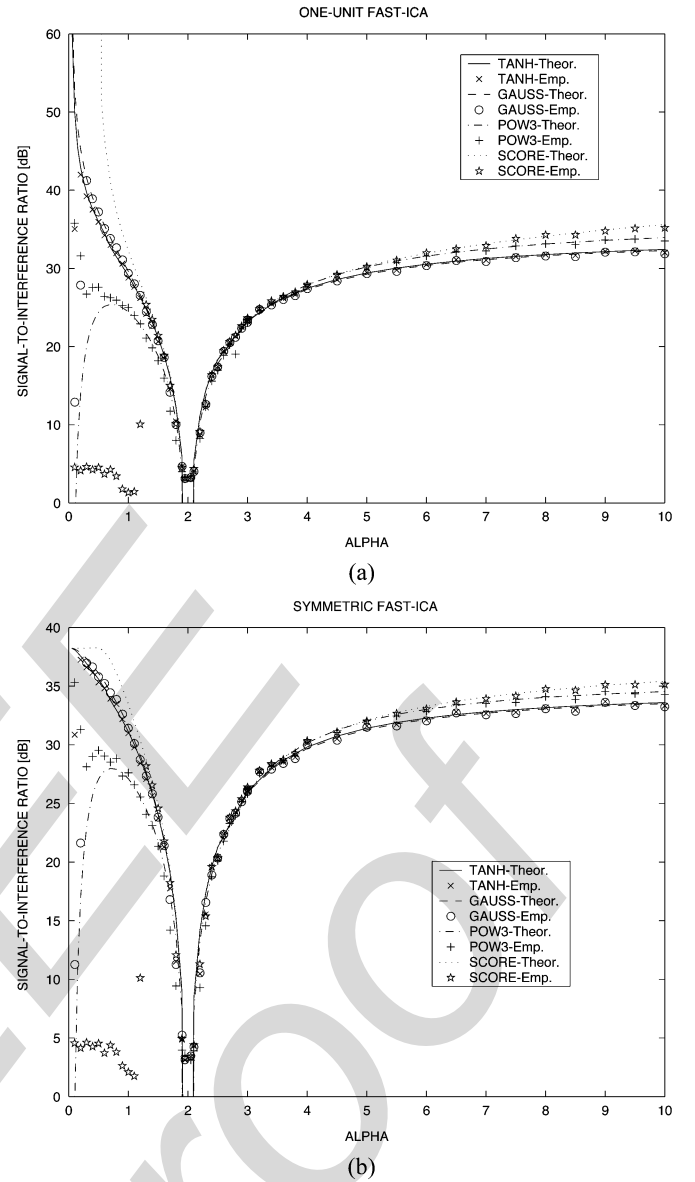 ONE-UNIT FAST-ICA
60
50
40
30
20
10
0
SIGNAL-TO-INTERFERENCE RATIO [dB]
TANH-Theor.
TANH-Emp.
GAUSS-Theor.
GAUSS-Emp.
POW3-Theor.
POW3-Emp.
SCORE-Theor.
SCORE-Emp.
0 1 2 3 4 5 6 7 8 9 10
ALPHA
(a)
SYMMETRIC FAST-ICA
40
35
30
25
20
15
10
5
0
SIGNAL-TO-INTERFERENCE RATIO [dB]
TANH-Theor.
TANH-Emp.
GAUSS-Theor.
GAUSS-Emp.
POW3-Theor.
POW3-Emp.
SCORE-Theor.
SCORE-Emp.
0 1 2 3 4 5 6 7 8 9 10
ALPHA
(b)